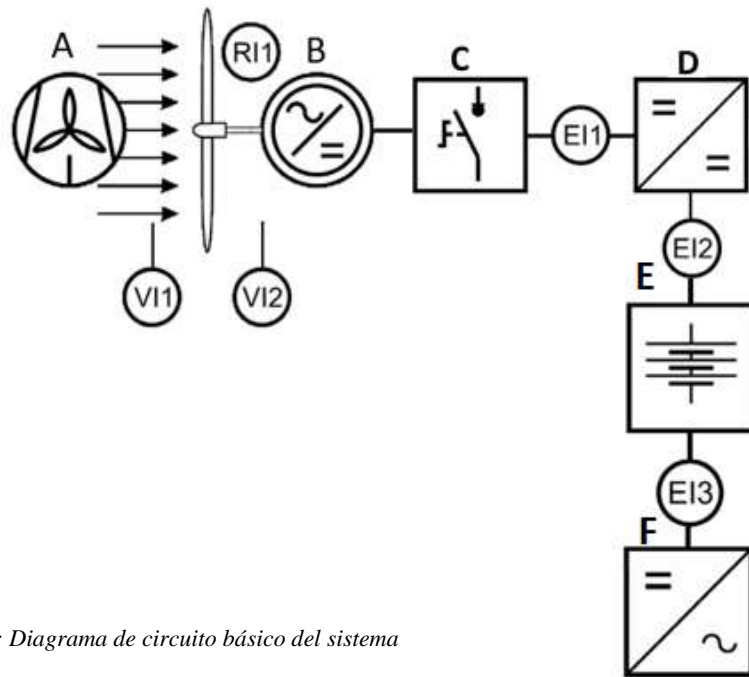 A
RI1
B
C
D
EI1
VI1
VI2
EI2
E
EI3
F
: Diagrama de circuito básico del sistema